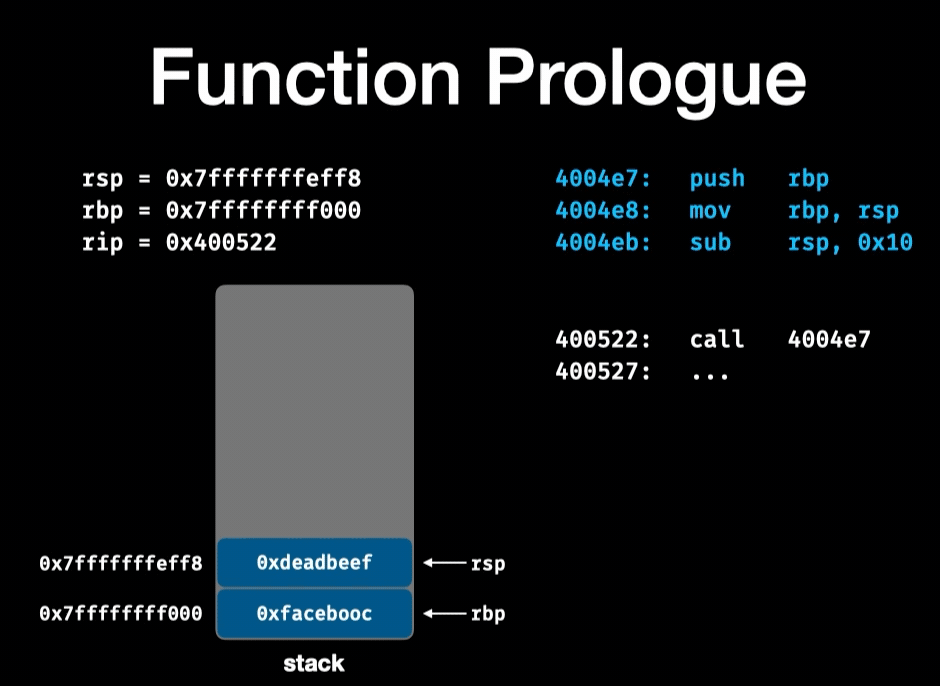 Function Prologue
rsp = 0x7fffffffeff8
rbp = 0x7ffffffff000
rip = 0x400522
4004e7: push rbp
4004e8: mov rbp, rsp
4004eb: sub rsp, 0x10
400522: call 4004e7
400527: ...
0x7fffffffeff8 0xdeadbeef rsp
0x7ffffffff000 0xfacebooc rbp
stack